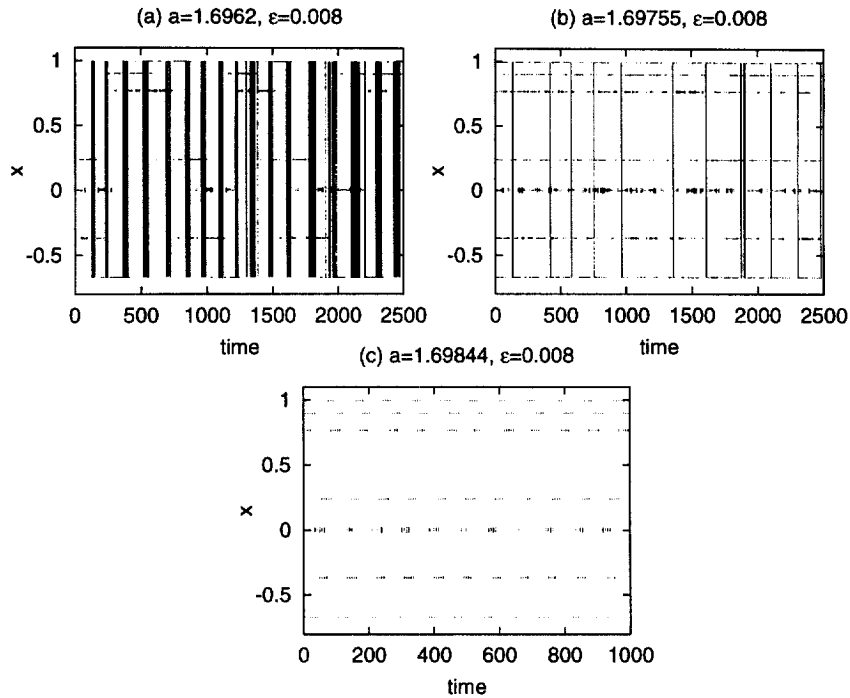 (a) a=1.6962, ε=0.008
(b) a=1.69755, ε=0.008
1
0.5
0
-0.5
x
0 500 1000 1500 2000 2500
time
1
0.5
0
-0.5
x
0 500 1000 1500 2000 2500
time
(c) a=1.69844, ε=0.008
1
0.5
0
-0.5
x
0 200 400 600 800 1000
time